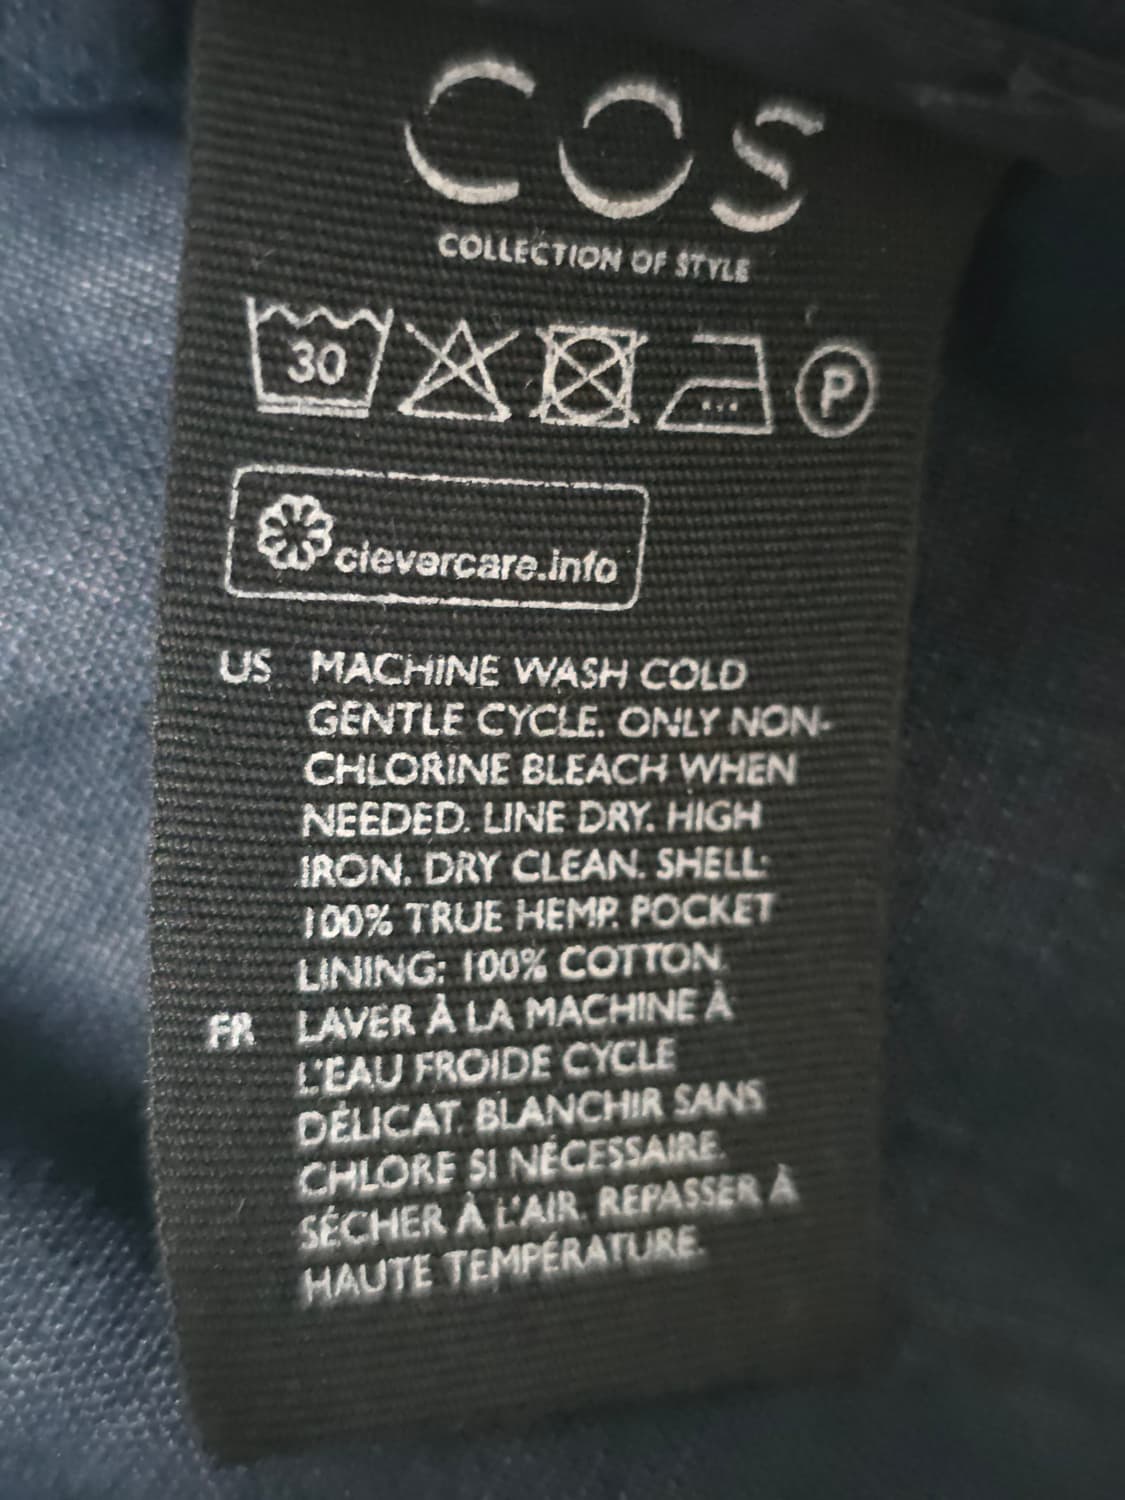 COS
COLLECTION OF STYLE
30 P
clevercare.info
US MACHINE WASH COLD
GENTLE CYCLE. ONLY NON-
CHLORINE BLEACH WHEN
NEEDED. LINE DRY. HIGH
IRON. DRY CLEAN. SHELL:
100% TRUE HEMP. POCKET
LINING: 100% COTTON.
FR LAVER À LA MACHINE À
L'EAU FROIDE CYCLE
DÉLICAT. BLANCHIR SANS
CHLORE SI NÉCESSAIRE.
SÉCHER À L'AIR. REPASSER À
HAUTE TEMPÉRATURE.